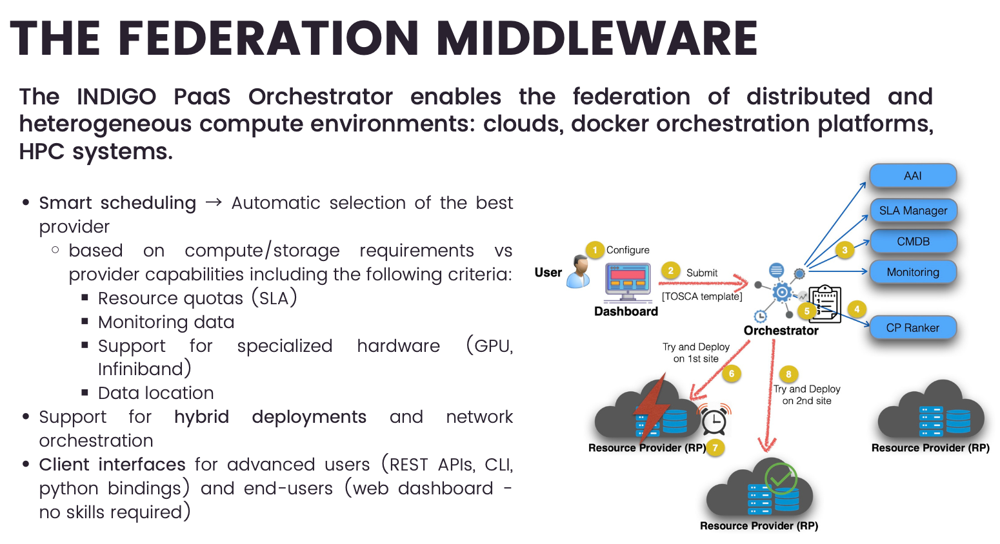 THE FEDERATION MIDDLEWARE
The INDIGO PaaS Orchestrator enables the federation of distributed and
heterogeneous compute environments: clouds, docker orchestration platforms,
HPC systems.
• Smart scheduling → Automatic selection of the best
provider
○ based on compute/storage requirements vs
provider capabilities including the following criteria:
▪ Resource quotas (SLA)
▪ Monitoring data
▪ Support for specialized hardware (GPU,
Infiniband)
▪ Data location
• Support for hybrid deployments and network
orchestration
• Client interfaces for advanced users (REST APIs, CLI,
python bindings) and end-users (web dashboard -
no skills required)
User
1 Configure
Dashboard
2 Submit
[TOSCA template]
Orchestrator
3
AAI
SLA Manager
CMDB
Monitoring
4
CP Ranker
5
Try and Deploy
on 1st site
6
Resource Provider (RP)
7
8
Try and Deploy
on 2nd site
Resource Provider (RP)
Resource Provider (RP)